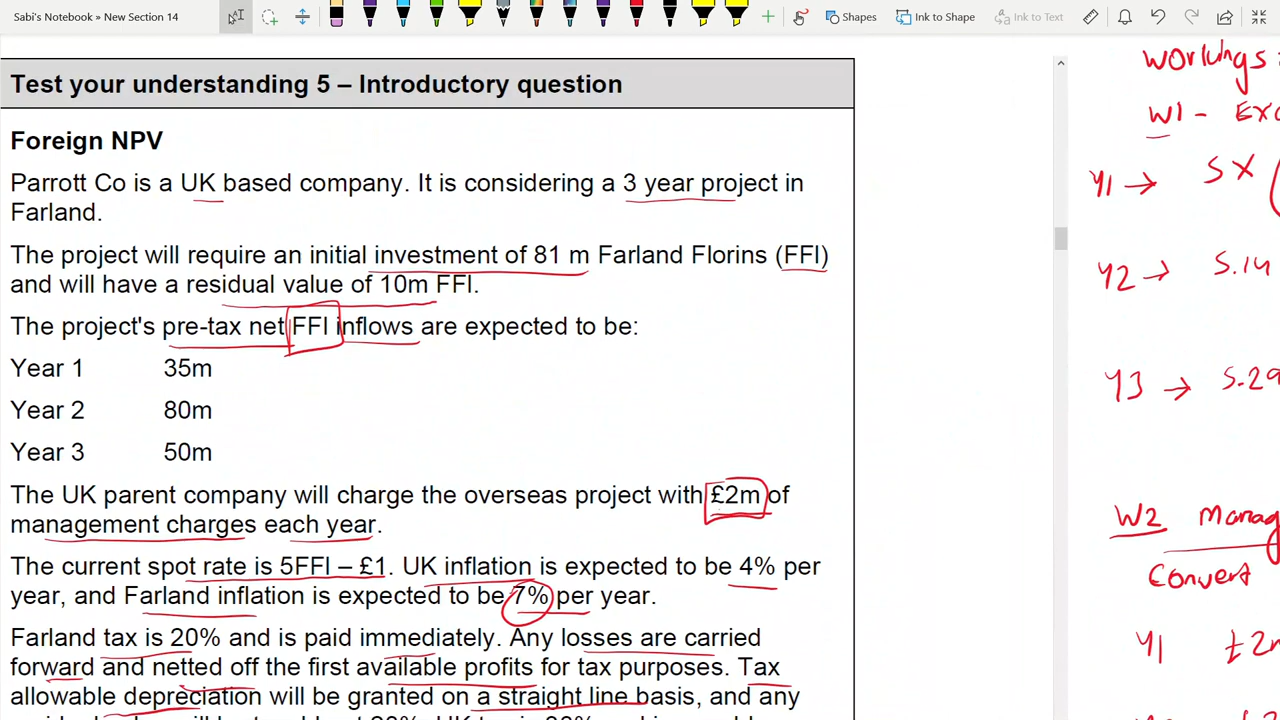 Sabi's Notebook » New Section 14
Shapes
Ink to Shape
Ink to Text
Test your understanding 5 – Introductory question
Foreign NPV
Parrott Co is a UK based company. It is considering a 3 year project in
Farland.
The project will require an initial investment of 81 m Farland Florins (FFI)
and will have a residual value of 10m FFI.
The project's pre-tax net FFI inflows are expected to be:
Year 1 35m
Year 2 80m
Year 3 50m
The UK parent company will charge the overseas project with £2m of
management charges each year.
The current spot rate is 5FFI – £1. UK inflation is expected to be 4% per
year, and Farland inflation is expected to be 7% per year.
Farland tax is 20% and is paid immediately. Any losses are carried
forward and netted off the first available profits for tax purposes. Tax
allowable depreciation will be granted on a straight line basis, and any
Workings
W1 - Exc
Y1 → 5 x (
Y2 → 5.14
Y3 → 5.29
W2 Manag
Convert
Y1 £2m